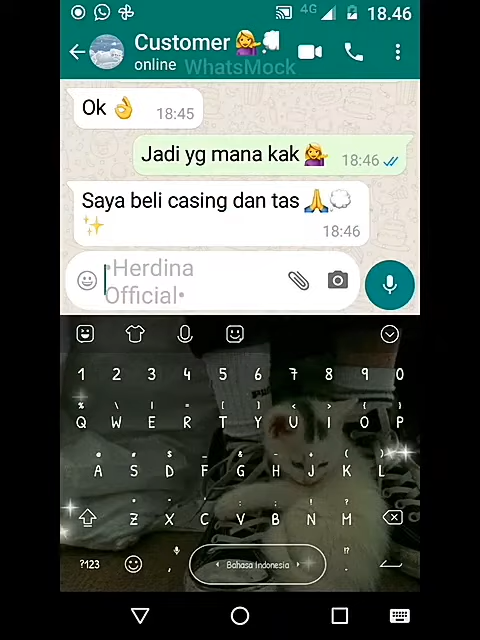 4G 18.46
Customer 💁‍♀️💭
online WhatsMock
Ok 👌 18:45
Jadi yg mana kak 💁‍♀️ 18:46
Saya beli casing dan tas 🙏💭
✨
18:46
•Herdina
Official•
1 2 3 4 5 6 7 8 9 0
% \ | = [ ] < > { }
Q W E R T Y U I O P
@ # $ _ & - + ( )
A S D F G H J K L
* " ' : ; ! ?
Z X C V B N M
?123 , Bahasa Indonesia . !?